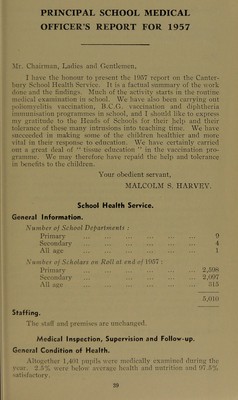 PRINCIPAL SCHOOL MEDICAL
OFFICER'S REPORT FOR 1957
Mr. Chairman, Ladies and Gentlemen,
I have the honour to present the 1957 report on the Canter-
bury School Health Service. It is a factual summary of the work
done and the findings. Much of the activity starts in the routine
medical examination in school. We have also been carrying out
poliomyelitis vaccination, B.C.G. vaccination and diphtheria
immunisation programmes in school, and I should like to express
my gratitude to the Heads of Schools for their help and their
tolerance of these many intrusions into teaching time. We have
succeeded in making some of the children healthier and more
vital in their response to education. We have certainly carried
out a great deal of “ tissue education ” in the vaccination pro-
gramme. We may therefore have repaid the help and tolerance
in benefits to the children.
Your obedient servant,
MALCOLM S. HARVEY.
School Health Service.
General Information.
Number of School Departments :
Primary ... ... ... ... ... ... 9
Secondary ... ... ... ... ... ... 4
All age ... ... ... ... ... ... 1
Number of Scholars on Roll at end of 1957 :
Primary ... ... ... ... ... ... 2,598
Secondary ... ... ... ... ... ... 2,097
All age ... ... ... ... ... ... 315
5,010
Staffing.
The staff and premises are unchanged.
Medical Inspection, Supervision and Follow-up.
General Condition of Health.
Altogether 1,401 pupils were medically examined during the
year. 2.5% were below average health and nutrition and 97.5%
satisfactory.